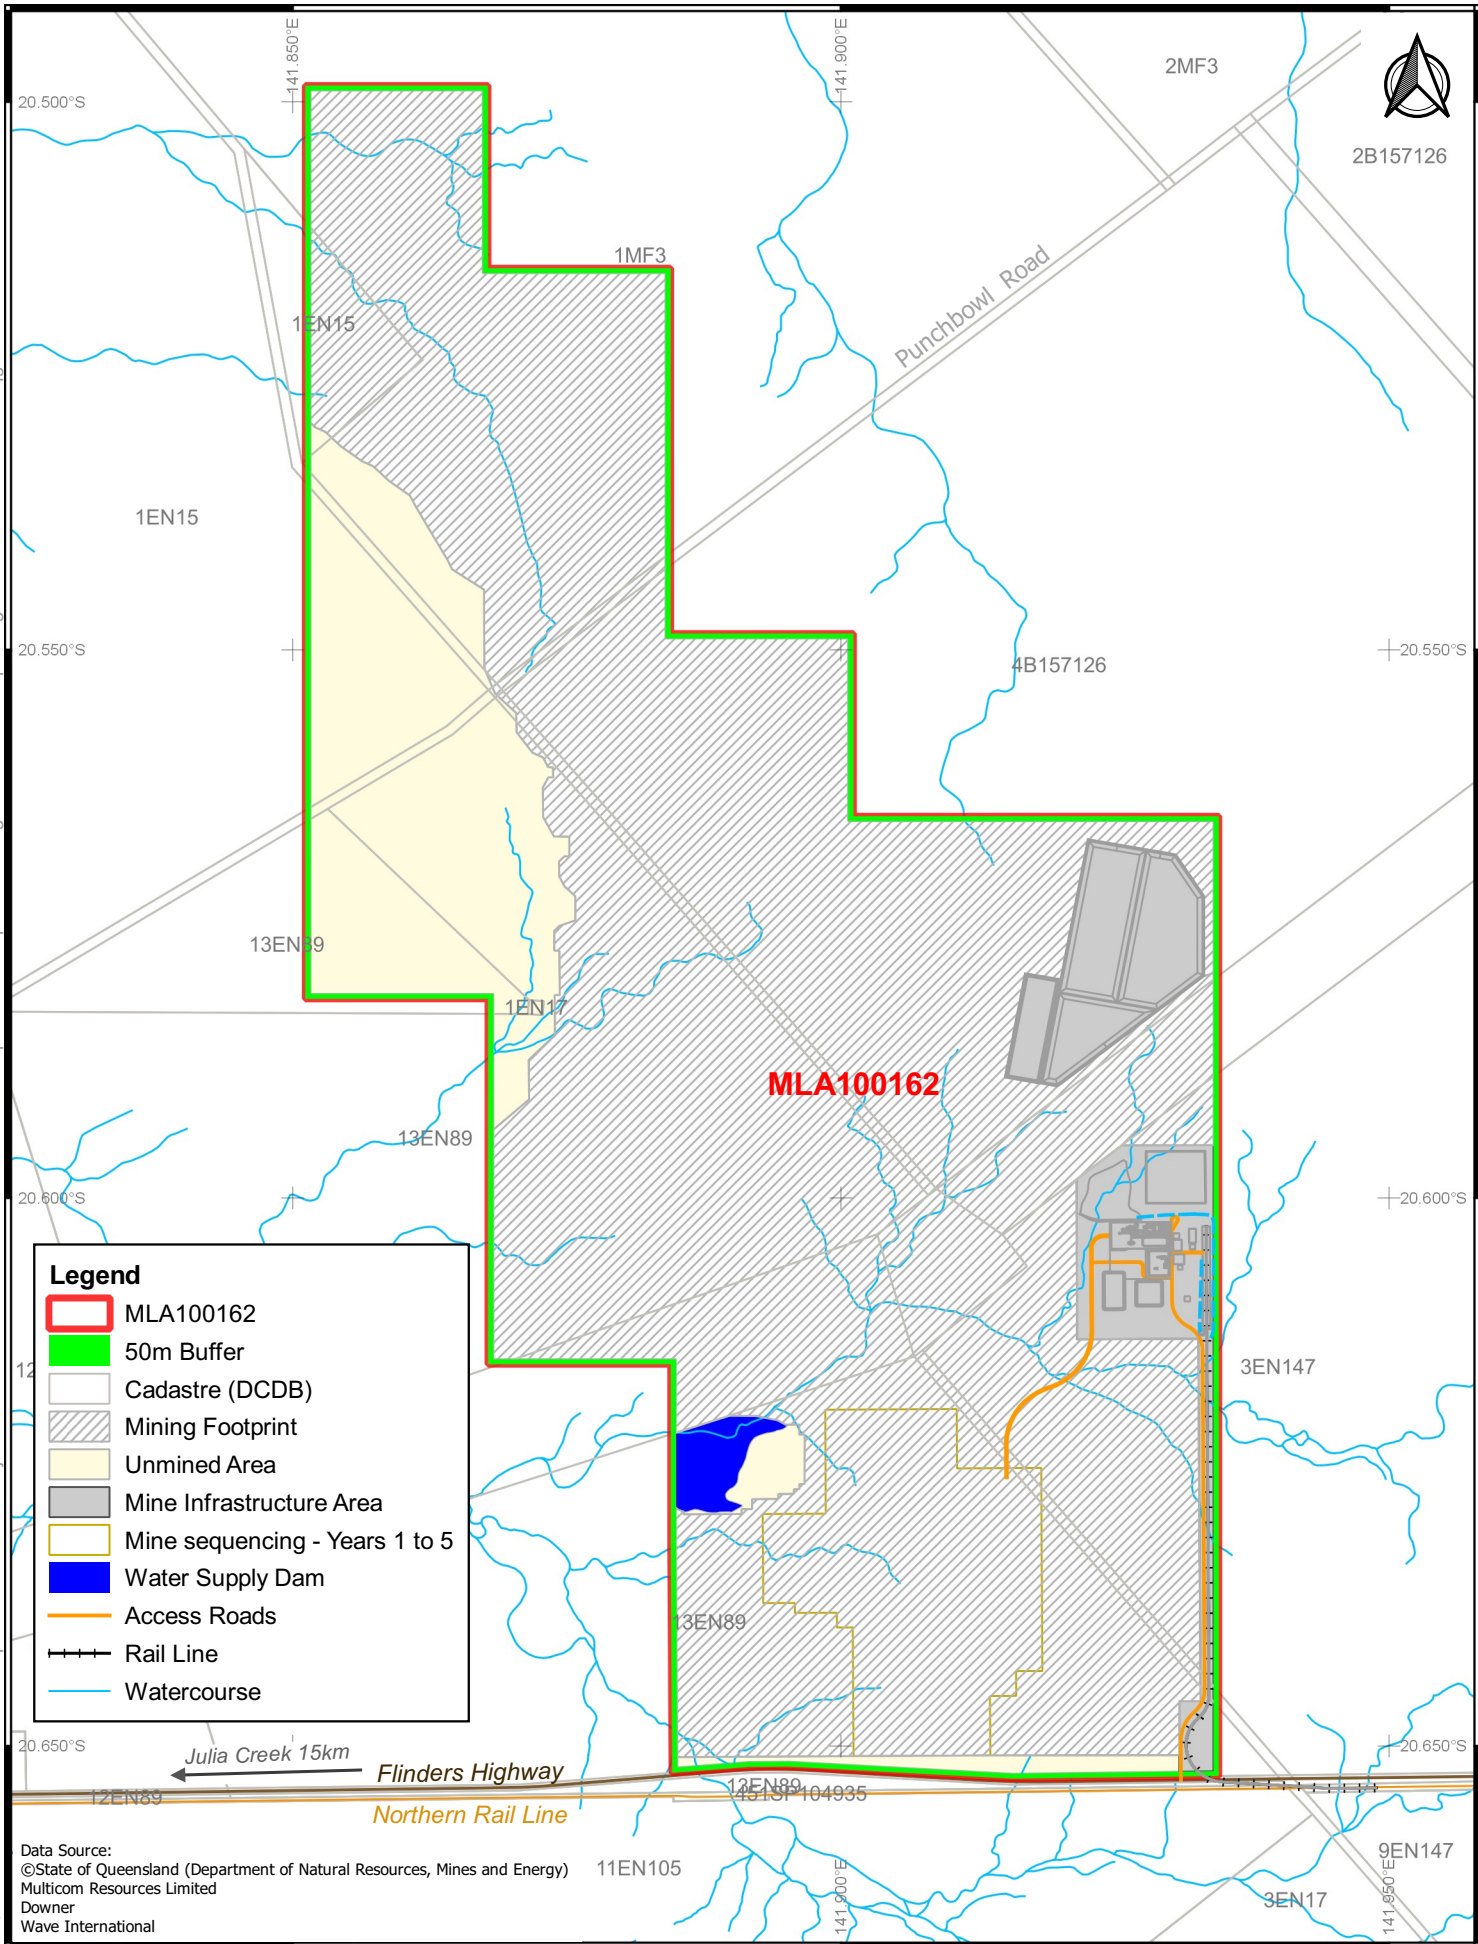 141.850°E
141.900°E
2MF3
20.500°S
2B157126
1MF3
Punchbowl Road
1EN15
1EN15
20.550°S
20.550°S
4B157126
13EN89
1EN17
MLA100162
13EN89
20.600°S
20.600°S
Legend
MLA100162
50m Buffer
Cadastre (DCDB)
Mining Footprint
Unmined Area
Mine Infrastructure Area
Mine sequencing - Years 1 to 5
Water Supply Dam
Access Roads
Rail Line
Watercourse
12
3EN147
13EN89
20.650°S
20.650°S
Julia Creek 15km
Flinders Highway
12EN89
13EN89
451SP104935
Northern Rail Line
Data Source:
©State of Queensland (Department of Natural Resources, Mines and Energy)
Multicom Resources Limited
Downer
Wave International
11EN105
141.900°E
9EN147
3EN17
141.950°E